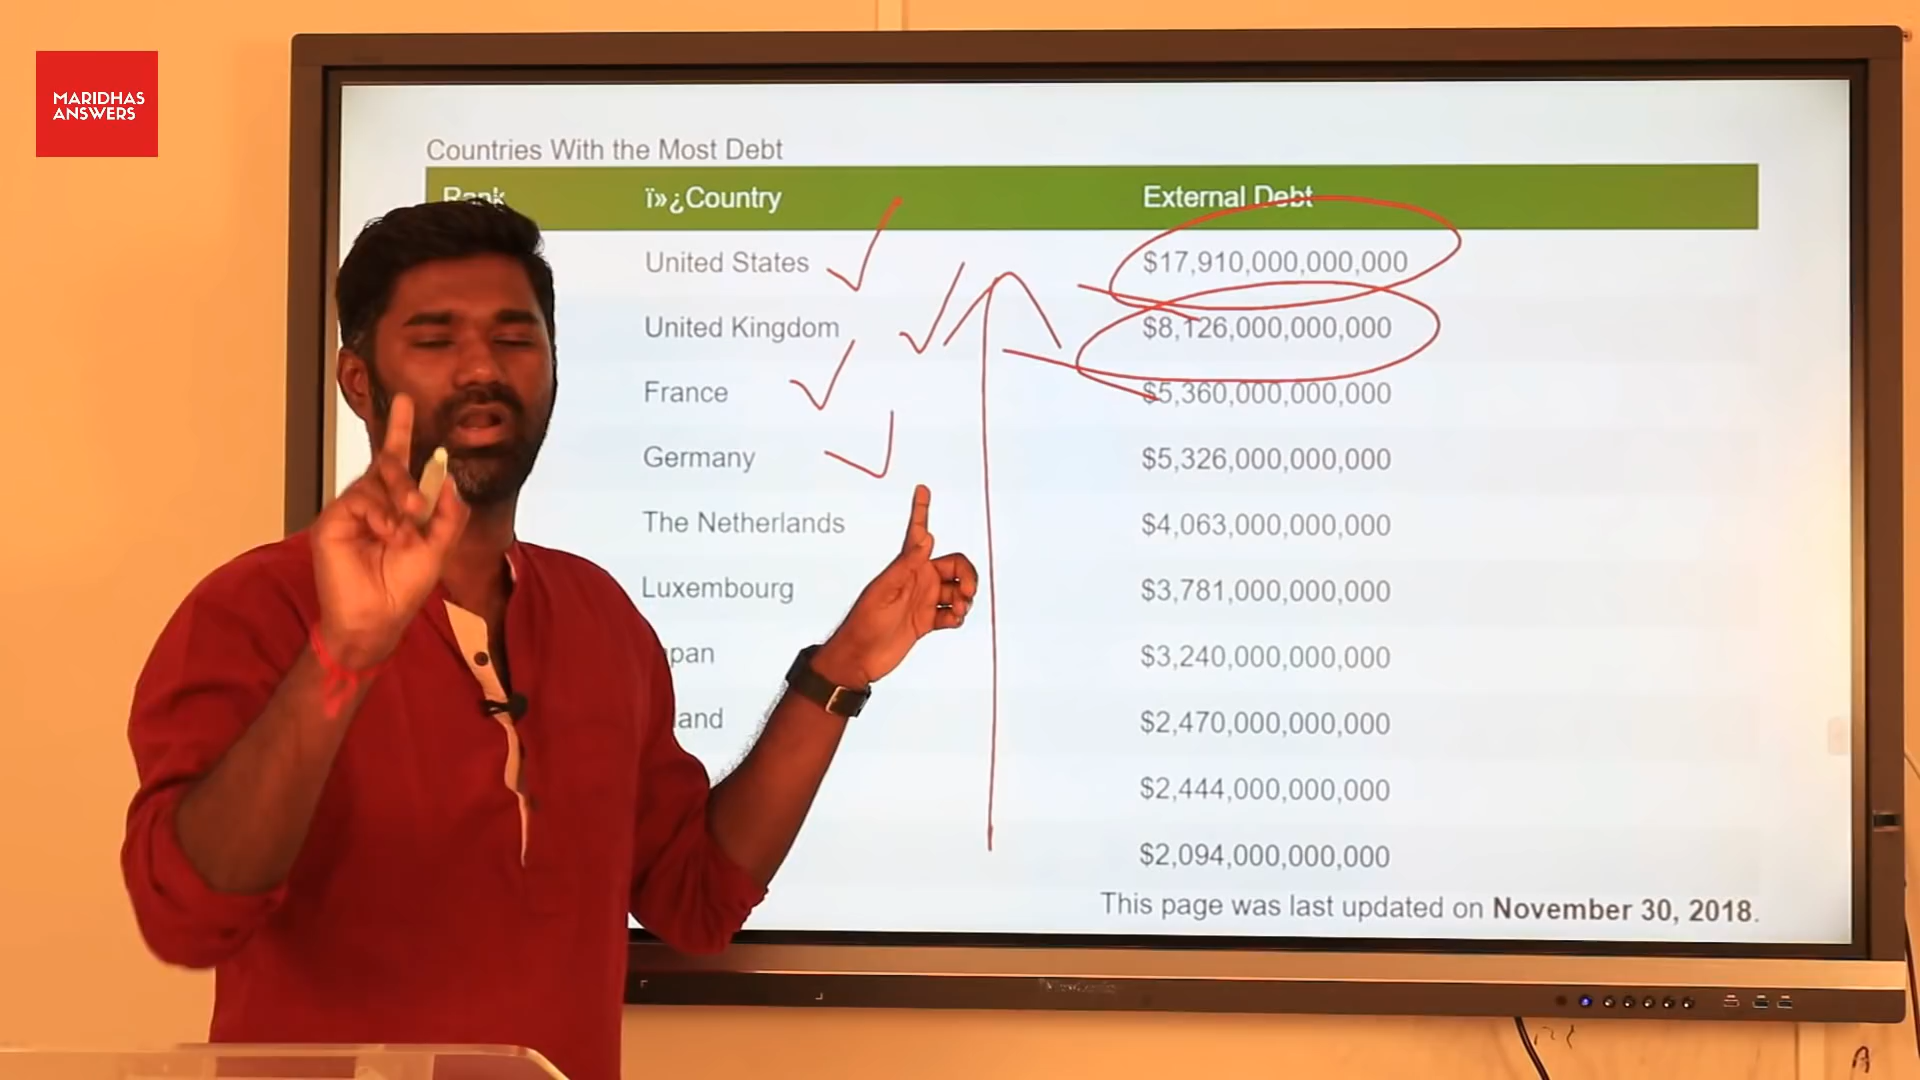 MARIDHAS
ANSWERS
Countries With the Most Debt
Rank ï»¿Country External Debt
United States $17,910,000,000,000
United Kingdom $8,126,000,000,000
France $5,360,000,000,000
Germany $5,326,000,000,000
The Netherlands $4,063,000,000,000
Luxembourg $3,781,000,000,000
pan $3,240,000,000,000
land $2,470,000,000,000
$2,444,000,000,000
$2,094,000,000,000
This page was last updated on November 30, 2018.